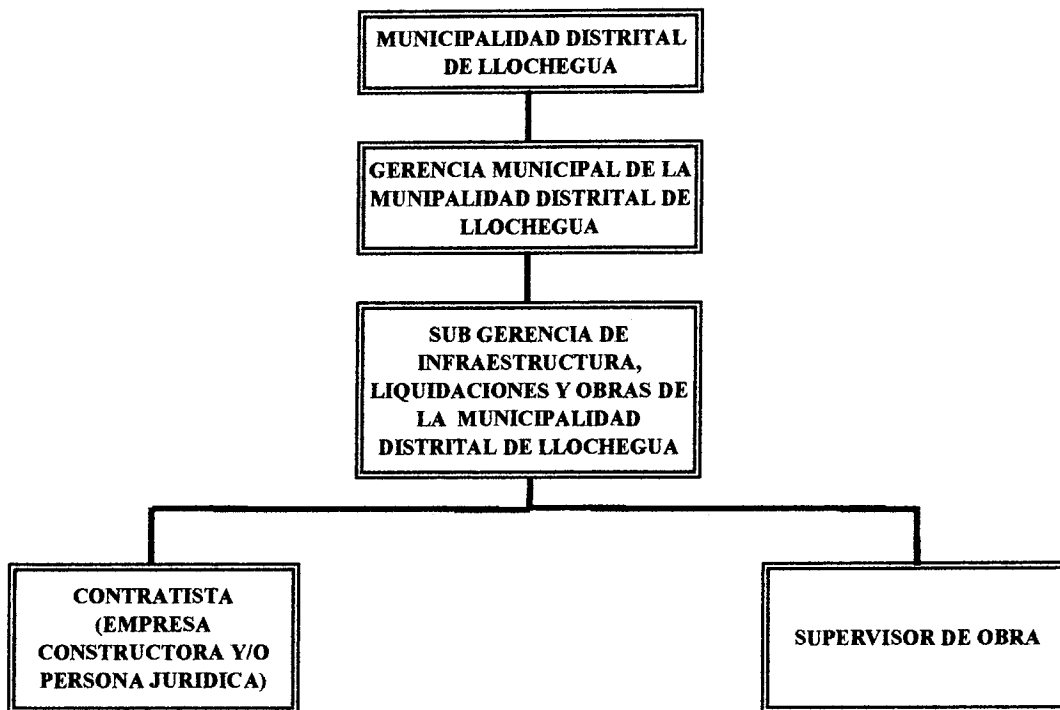 MUNICIPALIDAD DISTRITAL
DE LLOCHEGUA
GERENCIA MUNICIPAL DE LA
MUNIPALIDAD DISTRITAL DE
LLOCHEGUA
SUB GERENCIA DE
INFRAESTRUCTURA,
LIQUIDACIONES Y OBRAS DE
LA MUNICIPALIDAD
DISTRITAL DE LLOCHEGUA
CONTRATISTA
(EMPRESA
CONSTRUCTORA Y/O
PERSONA JURIDICA)
SUPERVISOR DE OBRA